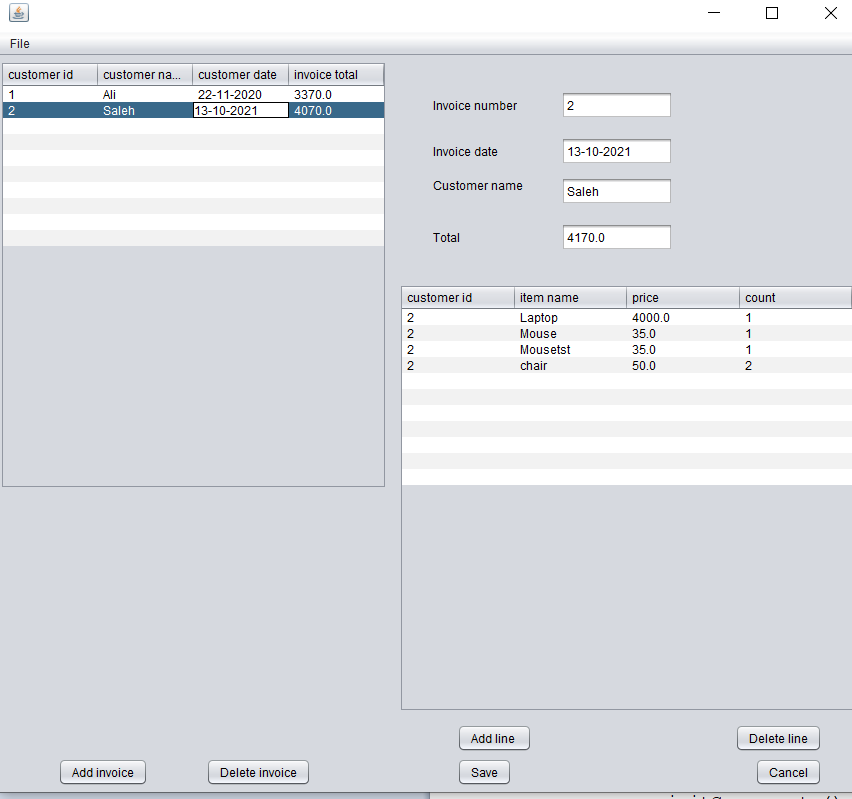 File
customer id customer na... customer date invoice total
1 Ali 22-11-2020 3370.0
2 Saleh 13-10-2021 4070.0
Invoice number 2
Invoice date 13-10-2021
Customer name Saleh
Total 4170.0
customer id item name price count
2 Laptop 4000.0 1
2 Mouse 35.0 1
2 Mousetst 35.0 1
2 chair 50.0 2
Add line Delete line
Add invoice Delete invoice Save Cancel